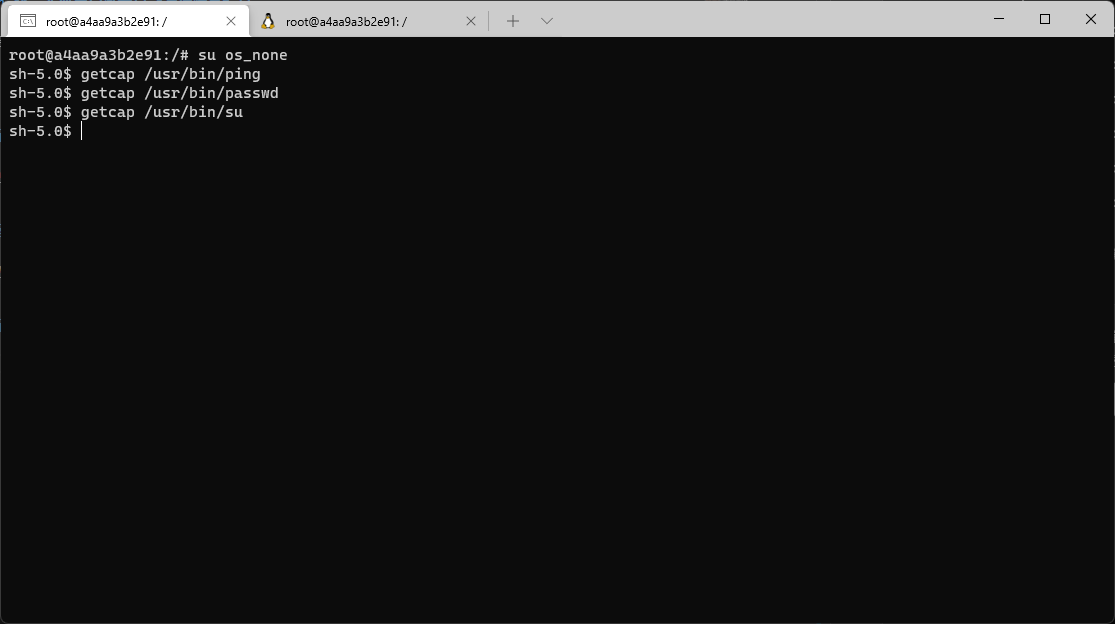 root@a4aa9a3b2e91: / root@a4aa9a3b2e91: /
root@a4aa9a3b2e91:/# su os_none
sh-5.0$ getcap /usr/bin/ping
sh-5.0$ getcap /usr/bin/passwd
sh-5.0$ getcap /usr/bin/su
sh-5.0$